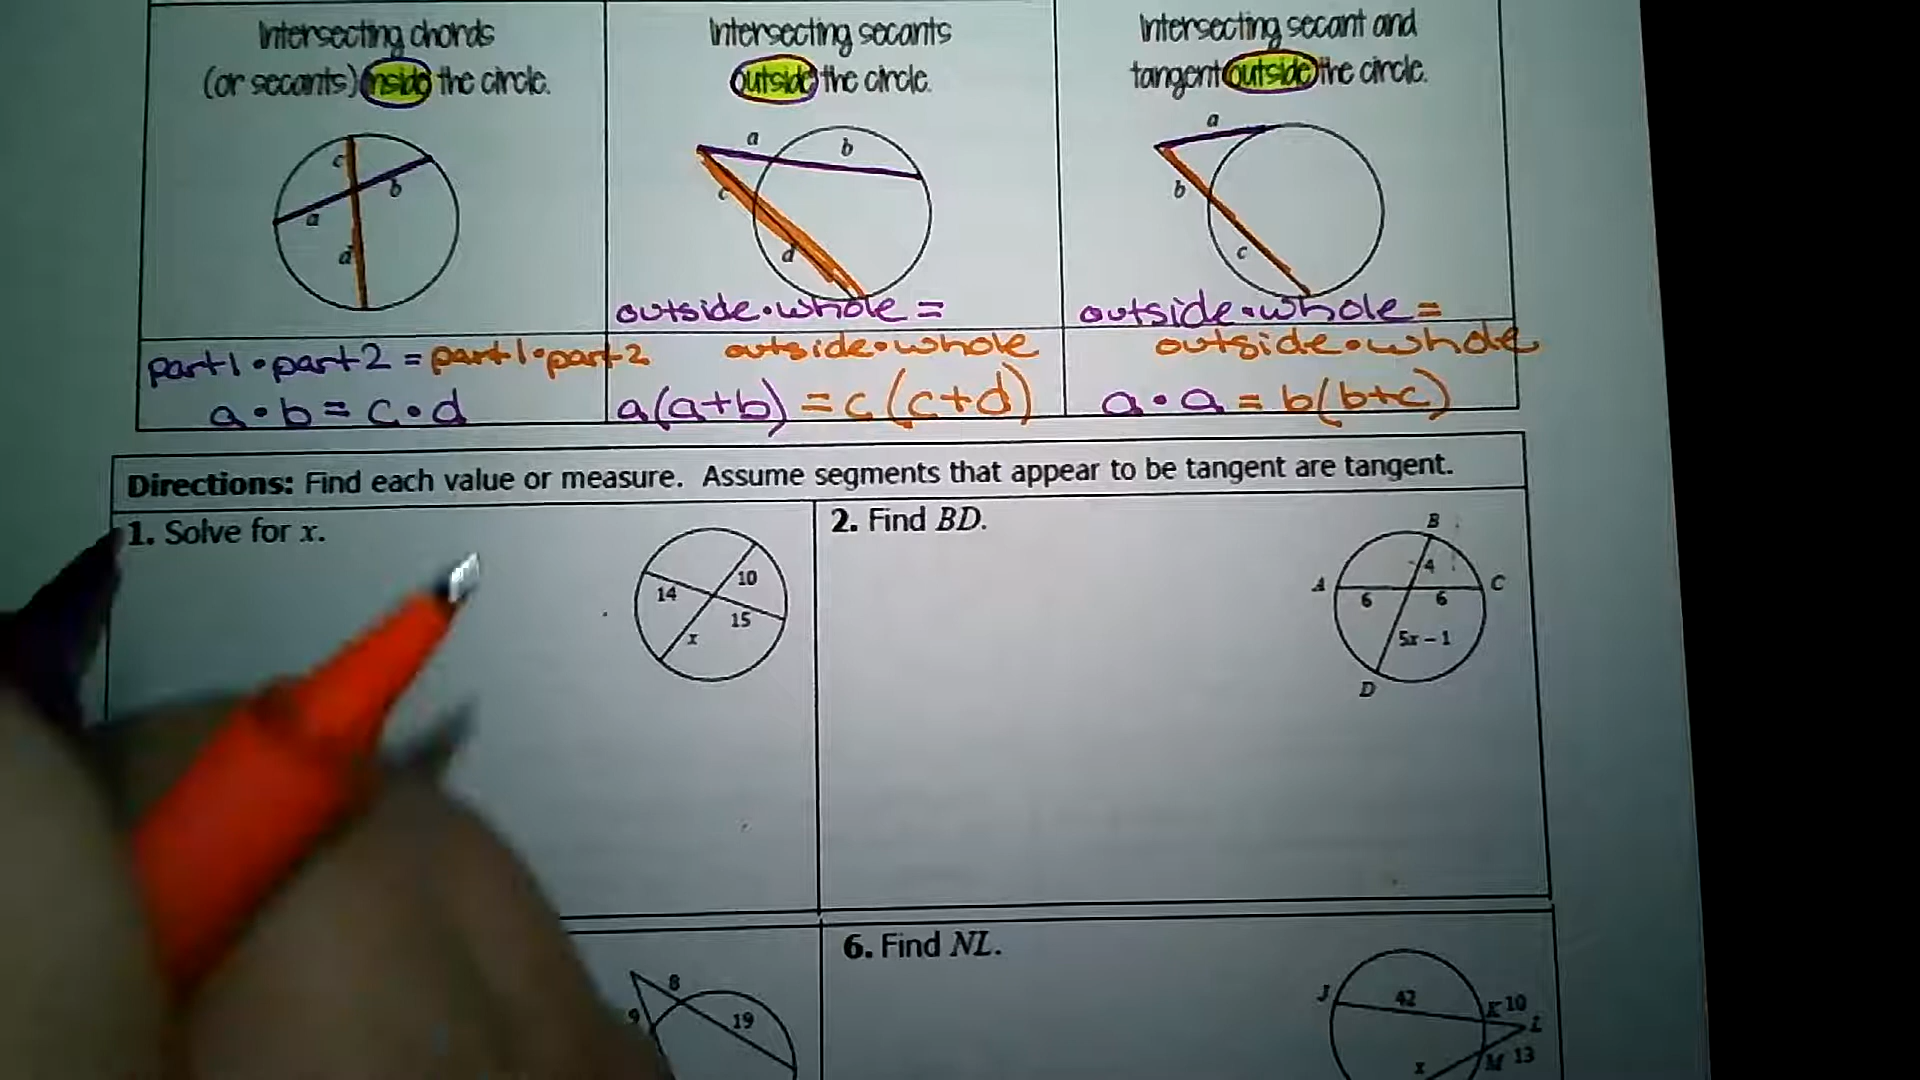 Intersecting chords
(or secants) inside the circle.
c
b
a
d
Intersecting secants
outside the circle.
a
b
c
d
Intersecting secant and
tangent outside the circle.
a
b
c
part1 • part2 = part1 • part2
a • b = c • d
outside • whole =
outside • whole
a(a+b) = c(c+d)
outside • whole =
outside • whole
a • a = b(b+c)
Directions: Find each value or measure. Assume segments that appear to be tangent are tangent.
1. Solve for x.
10
14
15
x
2. Find BD.
B
4
A
C
6
6
5x – 1
D
8
9
19
6. Find NL.
J
42
K
10
L
M
13
x